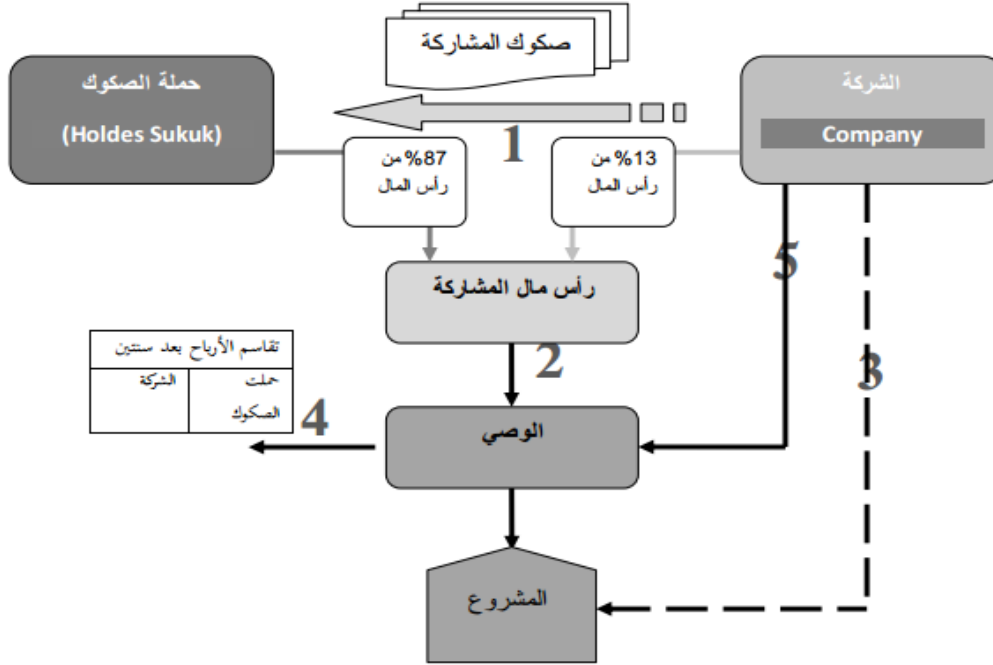 صكوك المشاركة
الشركة
Company
حملة الصكوك
(Holdes Sukuk)
1
13% من
رأس المال
87% من
رأس المال
رأس مال المشاركة
5
2
3
تقاسم الأرباح بعد سنتين
حملت
الصكوك
الشركة
4
الوصي
المشروع